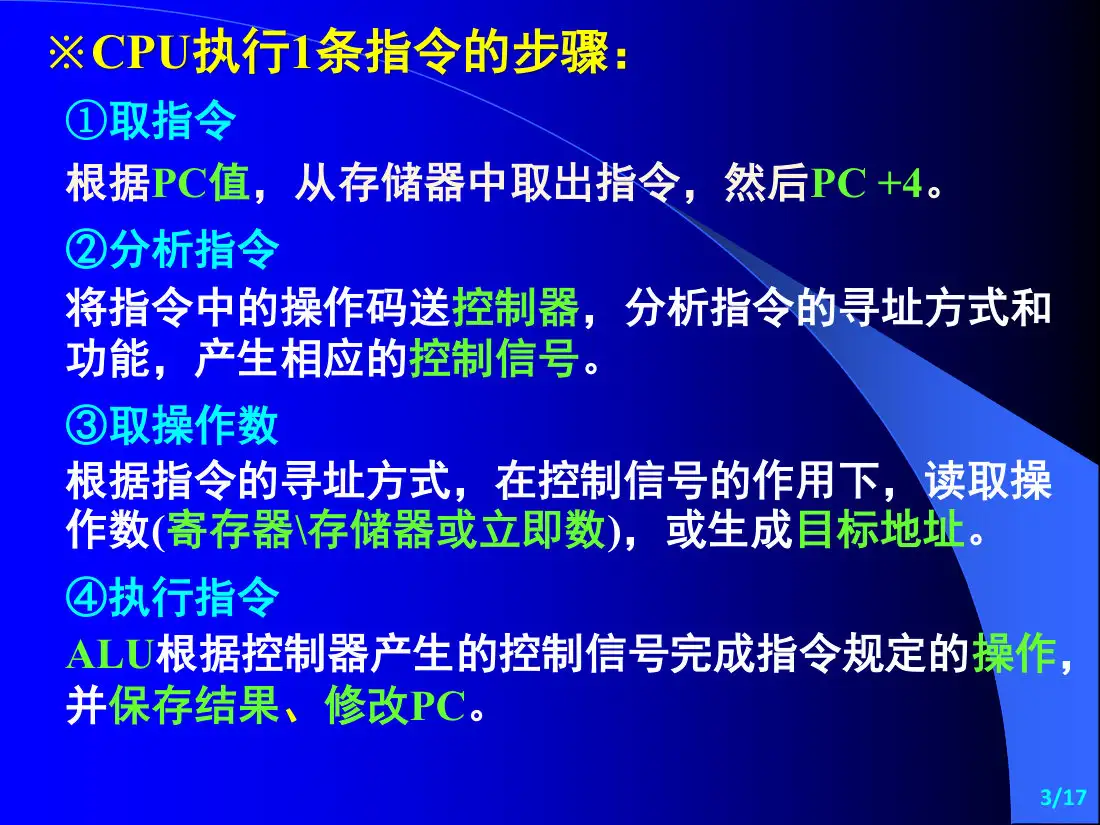 ※CPU执行1条指令的步骤：
①取指令
根据PC值，从存储器中取出指令，然后PC +4。
②分析指令
将指令中的操作码送控制器，分析指令的寻址方式和
功能，产生相应的控制信号。
③取操作数
根据指令的寻址方式，在控制信号的作用下，读取操
作数(寄存器\存储器或立即数)，或生成目标地址。
④执行指令
ALU根据控制器产生的控制信号完成指令规定的操作，
并保存结果、修改PC。
3/17